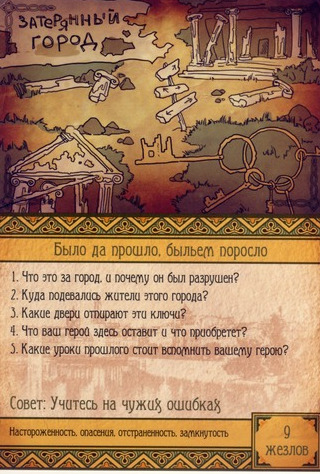 ЗАТЕРЯННЫЙ
ГОРОД
Было да прошло, быльем поросло
1. Что это за город, и почему он был разрушен?
2. Куда подевались жители этого города?
3. Какие двери отпирают эти ключи?
4. Что ваш герой здесь оставит и что приобретет?
5. Какие уроки прошлого стоит вспомнить вашему герою?
Совет: Учитесь на чужих ошибках
Настороженность, опасения, отстраненность, замкнутость
9
жезлов